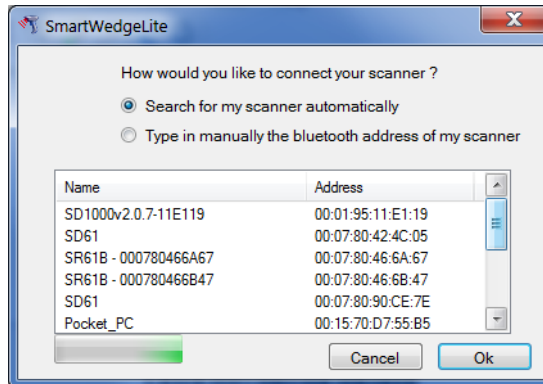 SmartWedgeLite
How would you like to connect your scanner ?
Search for my scanner automatically
Type in manually the bluetooth address of my scanner
Name Address
SD1000v2.0.7-11E119 00:01:95:11:E1:19
SD61 00:07:80:42:4C:05
SR61B - 000780466A67 00:07:80:46:6A:67
SR61B - 000780466B47 00:07:80:46:6B:47
SD61 00:07:80:90:CE:7E
Pocket_PC 00:15:70:D7:55:B5
Cancel Ok